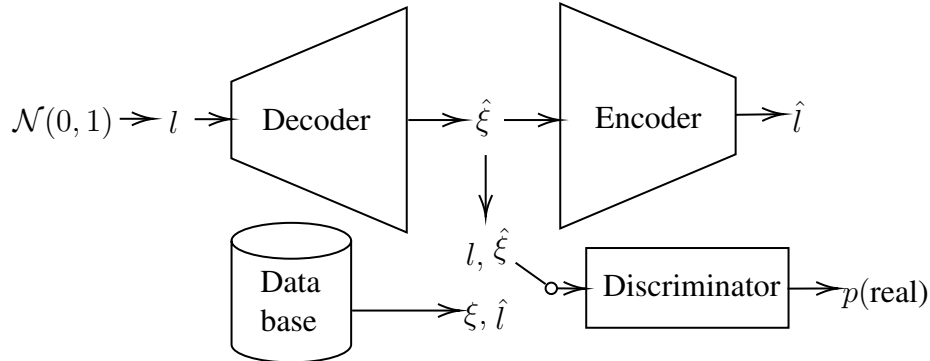 𝒩(0, 1)
l
Decoder
ξ̂
Encoder
l̂
l, ξ̂
Data
base
ξ, l̂
Discriminator
p(real)